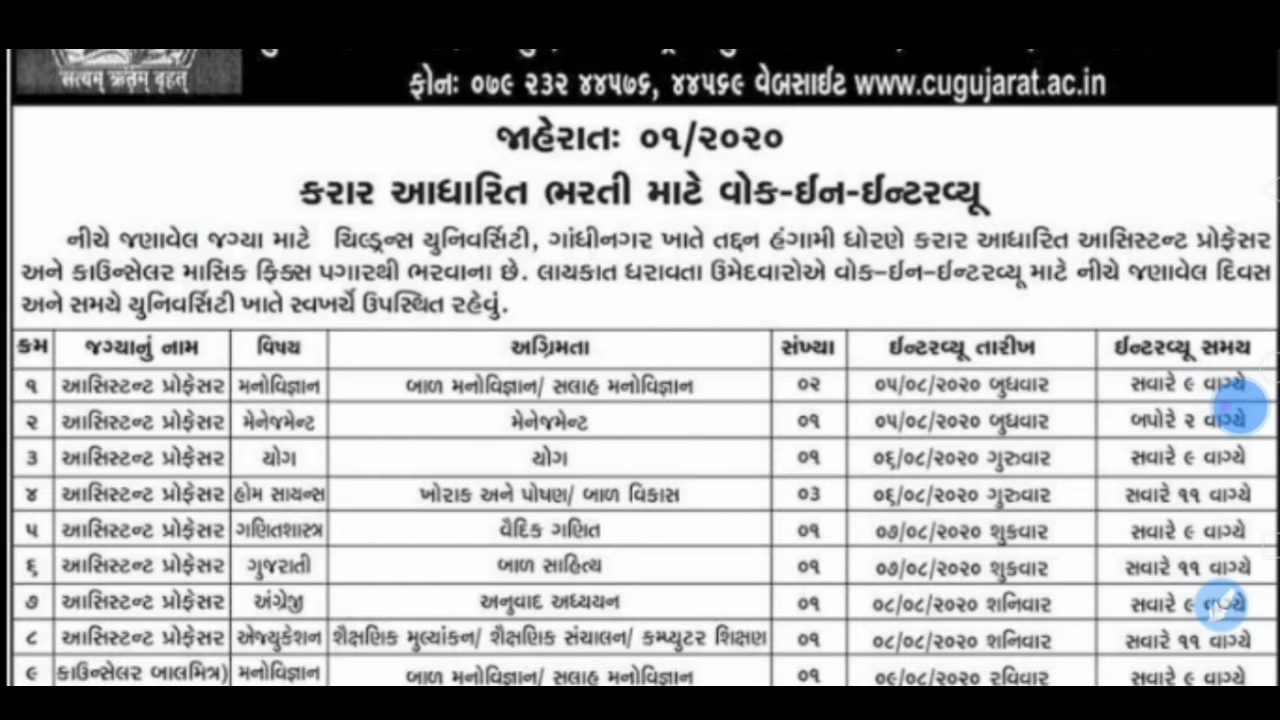 સત્યમ્ ઋતમ્ બૃહત્
ફોનઃ ૦૭૯ ૨૩૨ ૪૪૫૭૬, ૪૪૫૬૯ વેબસાઈટ www.cugujarat.ac.in
જાહેરાતઃ ૦૧/૨૦૨૦
કરાર આધારિત ભરતી માટે વોક-ઈન-ઈન્ટરવ્યૂ
નીચે જણાવેલ જગ્યા માટે ચિલ્ડ્રન્સ યુનિવર્સિટી, ગાંધીનગર ખાતે તદ્દન હંગામી ધોરણે કરાર આધારિત આસિસ્ટન્ટ પ્રોફેસર
અને કાઉન્સેલર માસિક ફિક્સ પગારથી ભરવાના છે. લાયકાત ધરાવતા ઉમેદવારોએ વોક-ઈન-ઈન્ટરવ્યૂ માટે નીચે જણાવેલ દિવસ
અને સમયે યુનિવર્સિટી ખાતે સ્વખર્ચે ઉપસ્થિત રહેવું.
ક્રમ જગ્યાનું નામ વિષય અગ્રિમતા સંખ્યા ઈન્ટરવ્યૂ તારીખ ઈન્ટરવ્યૂ સમય
૧ આસિસ્ટન્ટ પ્રોફેસર મનોવિજ્ઞાન બાળ મનોવિજ્ઞાન/ સલાહ મનોવિજ્ઞાન ૦૨ ૦૫/૦૮/૨૦૨૦ બુધવાર સવારે ૯ વાગ્યે
૨ આસિસ્ટન્ટ પ્રોફેસર મેનેજમેન્ટ મેનેજમેન્ટ ૦૧ ૦૫/૦૮/૨૦૨૦ બુધવાર બપોરે ૨ વાગ્યે
૩ આસિસ્ટન્ટ પ્રોફેસર યોગ યોગ ૦૧ ૦૬/૦૮/૨૦૨૦ ગુરુવાર સવારે ૯ વાગ્યે
૪ આસિસ્ટન્ટ પ્રોફેસર હોમ સાયન્સ ખોરાક અને પોષણ/ બાળ વિકાસ ૦૩ ૦૬/૦૮/૨૦૨૦ ગુરુવાર સવારે ૧૧ વાગ્યે
૫ આસિસ્ટન્ટ પ્રોફેસર ગણિતશાસ્ત્ર વૈદિક ગણિત ૦૧ ૦૭/૦૮/૨૦૨૦ શુક્રવાર સવારે ૯ વાગ્યે
૬ આસિસ્ટન્ટ પ્રોફેસર ગુજરાતી બાળ સાહિત્ય ૦૧ ૦૭/૦૮/૨૦૨૦ શુક્રવાર સવારે ૧૧ વાગ્યે
૭ આસિસ્ટન્ટ પ્રોફેસર અંગ્રેજી અનુવાદ અધ્યયન ૦૧ ૦૮/૦૮/૨૦૨૦ શનિવાર સવારે ૯ વાગ્યે
૮ આસિસ્ટન્ટ પ્રોફેસર એજ્યુકેશન શૈક્ષણિક મુલ્યાંકન/ શૈક્ષણિક સંચાલન/ કમ્પ્યુટર શિક્ષણ ૦૧ ૦૮/૦૮/૨૦૨૦ શનિવાર સવારે ૧૧ વાગ્યે
૯ કાઉન્સેલર બાલમિત્ર) મનોવિજ્ઞાન બાળ મનોવિજ્ઞાન/ સલાહ મનોવિજ્ઞાન ૦૧ ૦૯/૦૮/૨૦૨૦ રવિવાર સવારે ૯ વાગ્યે